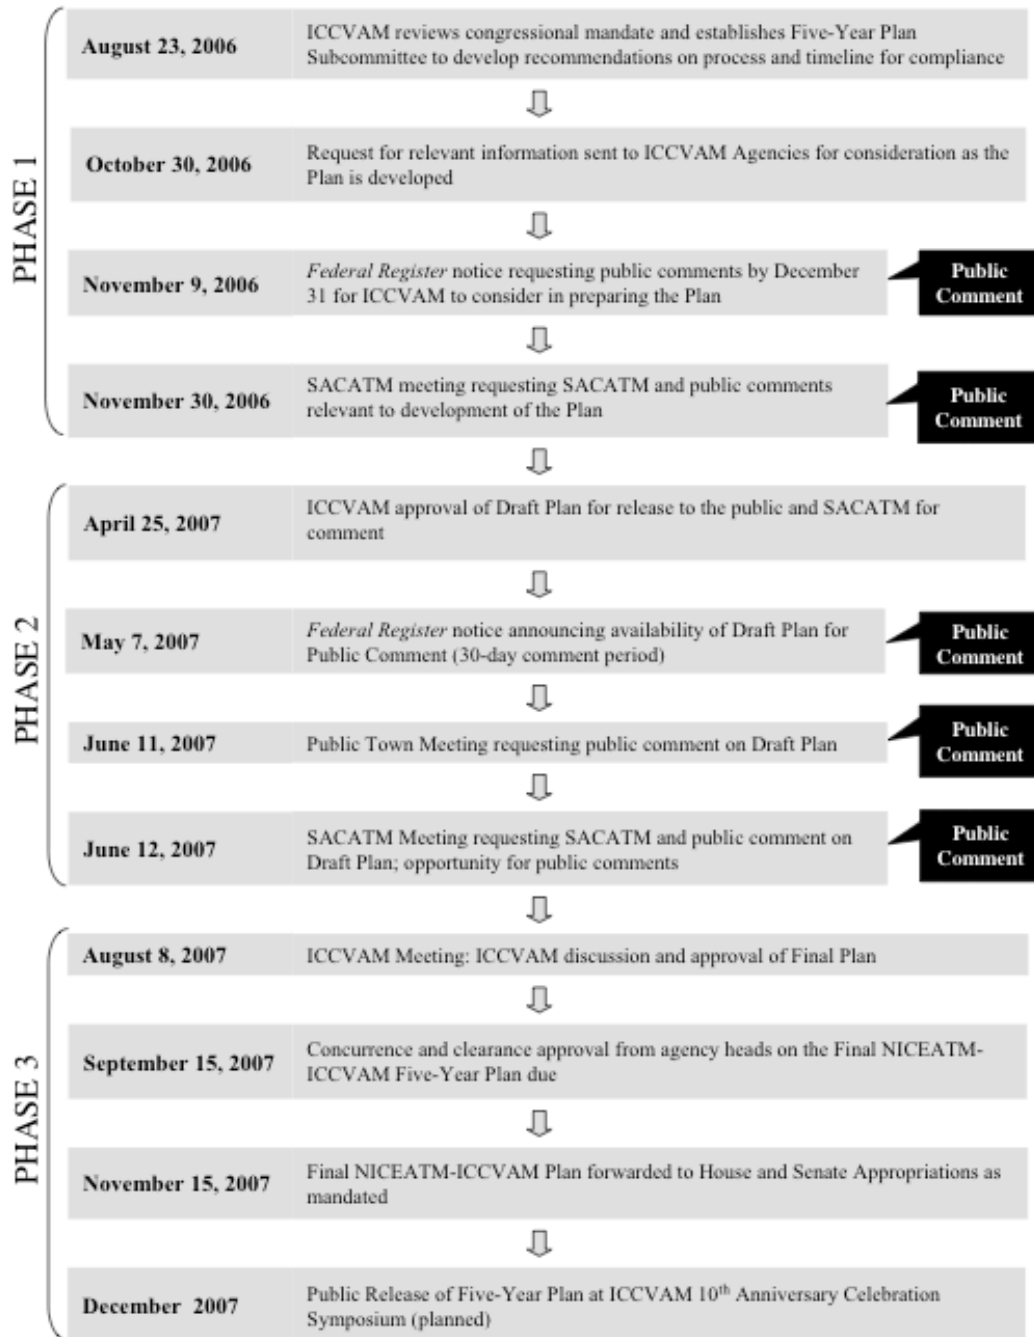 PHASE 1
August 23, 2006
ICCVAM reviews congressional mandate and establishes Five-Year Plan
Subcommittee to develop recommendations on process and timeline for compliance
October 30, 2006
Request for relevant information sent to ICCVAM Agencies for consideration as the
Plan is developed
November 9, 2006
Federal Register notice requesting public comments by December
31 for ICCVAM to consider in preparing the Plan
Public
Comment
November 30, 2006
SACATM meeting requesting SACATM and public comments
relevant to development of the Plan
Public
Comment
PHASE 2
April 25, 2007
ICCVAM approval of Draft Plan for release to the public and SACATM for
comment
May 7, 2007
Federal Register notice announcing availability of Draft Plan for
Public Comment (30-day comment period)
Public
Comment
June 11, 2007
Public Town Meeting requesting public comment on Draft Plan
Public
Comment
June 12, 2007
SACATM Meeting requesting SACATM and public comment on
Draft Plan; opportunity for public comments
Public
Comment
PHASE 3
August 8, 2007
ICCVAM Meeting: ICCVAM discussion and approval of Final Plan
September 15, 2007
Concurrence and clearance approval from agency heads on the Final NICEATM-
ICCVAM Five-Year Plan due
November 15, 2007
Final NICEATM-ICCVAM Plan forwarded to House and Senate Appropriations as
mandated
December 2007
Public Release of Five-Year Plan at ICCVAM 10th Anniversary Celebration
Symposium (planned)